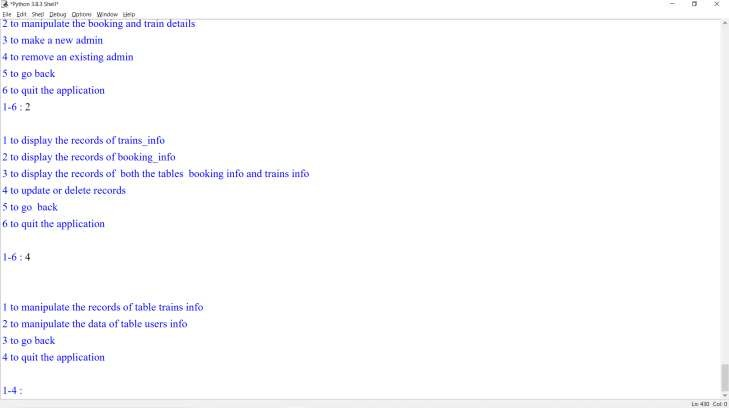 *Python 3.8.3 Shell*
File Edit Shell Debug Options Window Help
2 to manipulate the booking and train details
3 to make a new admin
4 to remove an existing admin
5 to go back
6 to quit the application
1-6 : 2
1 to display the records of trains_info
2 to display the records of booking_info
3 to display the records of  both the tables  booking info and trains info
4 to update or delete records
5 to go  back
6 to quit the application
1-6 : 4
1 to manipulate the records of table trains info
2 to manipulate the data of table users info
3 to go back
4 to quit the application
1-4 :
Ln: 430 Col: 0